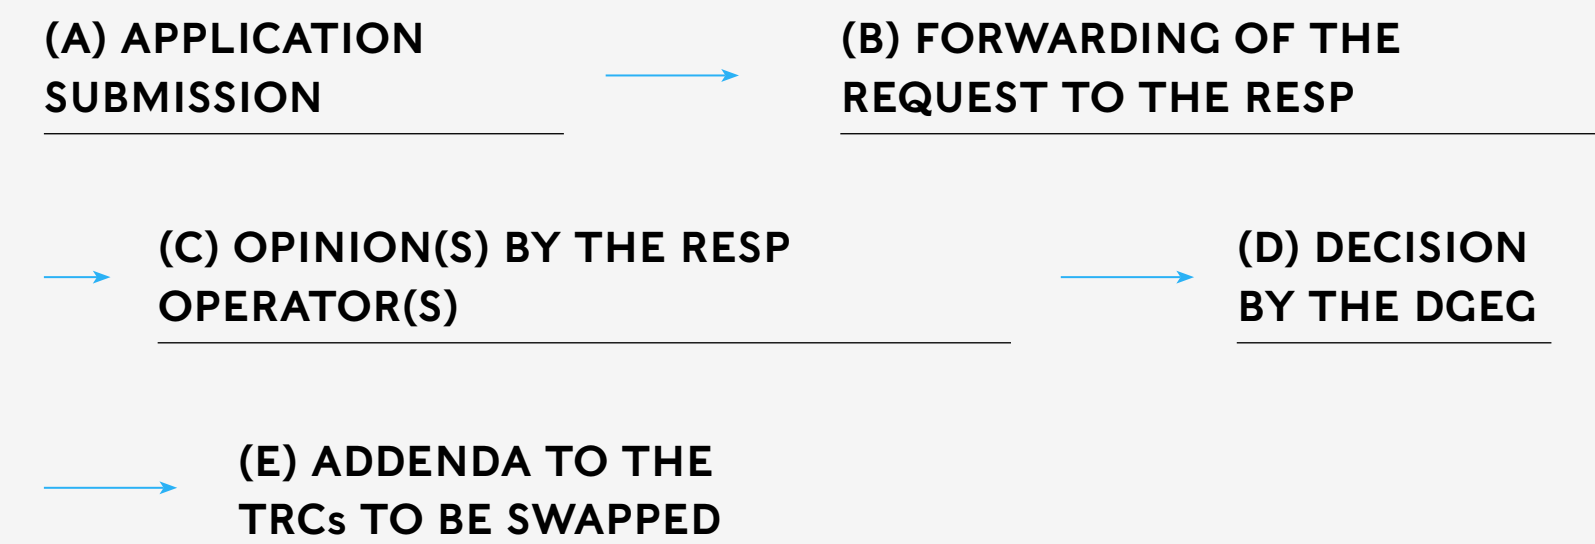 (A) APPLICATION
SUBMISSION
(B) FORWARDING OF THE
REQUEST TO THE RESP
(C) OPINION(S) BY THE RESP
OPERATOR(S)
(D) DECISION
BY THE DGEG
(E) ADDENDA TO THE
TRCs TO BE SWAPPED